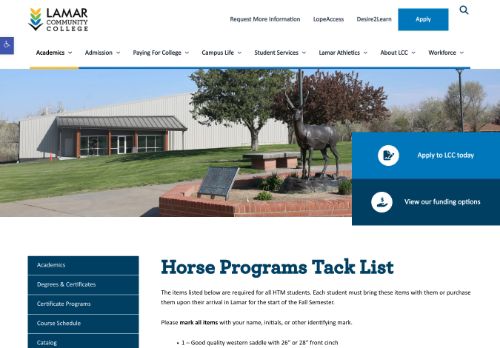 LAMAR
COMMUNITY
COLLEGE
Request More Information LopeAccess Desire2Learn Apply
Academics Admission Paying For College Campus Life Student Services Lamar Athletics About LCC Workforce
Apply to LCC today
View our funding options
Academics
Degrees & Certificates
Certificate Programs
Course Schedule
Catalog
Horse Programs Tack List
The items listed below are required for all HTM students. Each student must bring these items with them or purchase
them upon their arrival in Lamar for the start of the Fall Semester.
Please mark all items with your name, initials, or other identifying mark.
• 1 – Good quality western saddle with 26" or 28" front cinch